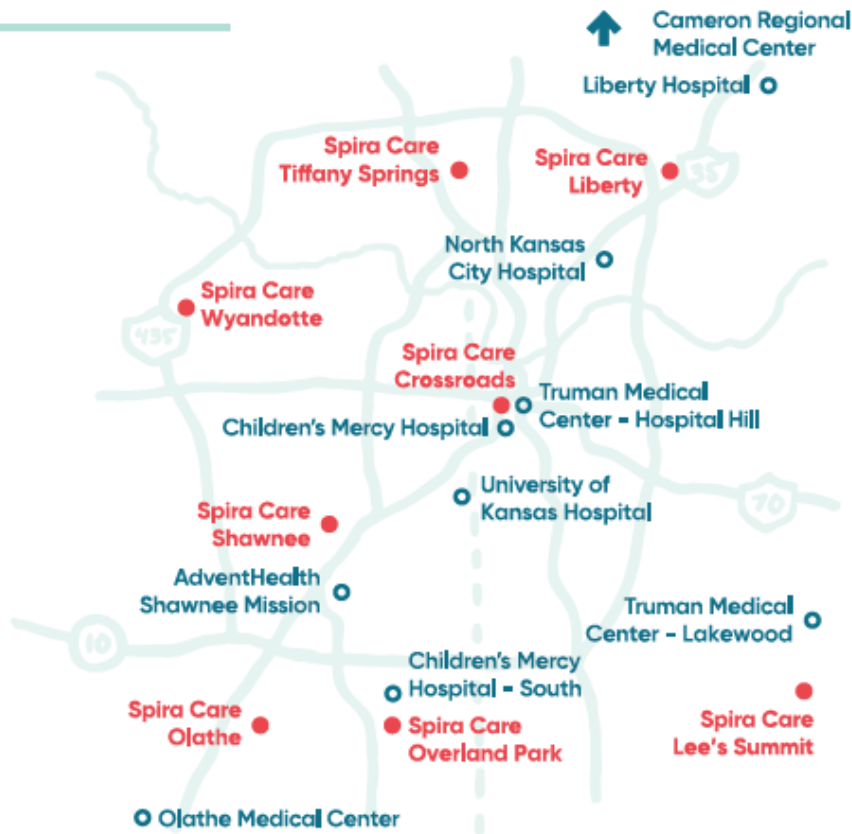 Cameron Regional
Medical Center
Liberty Hospital
Spira Care
Tiffany Springs
Spira Care
Liberty
35
North Kansas
City Hospital
Spira Care
Wyandotte
435
Spira Care
Crossroads
Truman Medical
Center - Hospital Hill
Children's Mercy Hospital
University of
Kansas Hospital
70
Spira Care
Shawnee
AdventHealth
Shawnee Mission
Truman Medical
Center - Lakewood
10
Children's Mercy
Hospital - South
Spira Care
Olathe
Spira Care
Overland Park
Spira Care
Lee's Summit
Olathe Medical Center